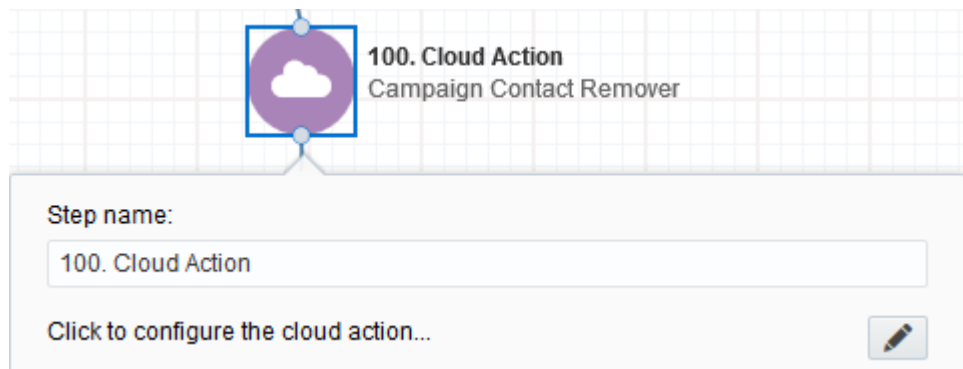 100. Cloud Action
Campaign Contact Remover
Step name:
100. Cloud Action
Click to configure the cloud action...